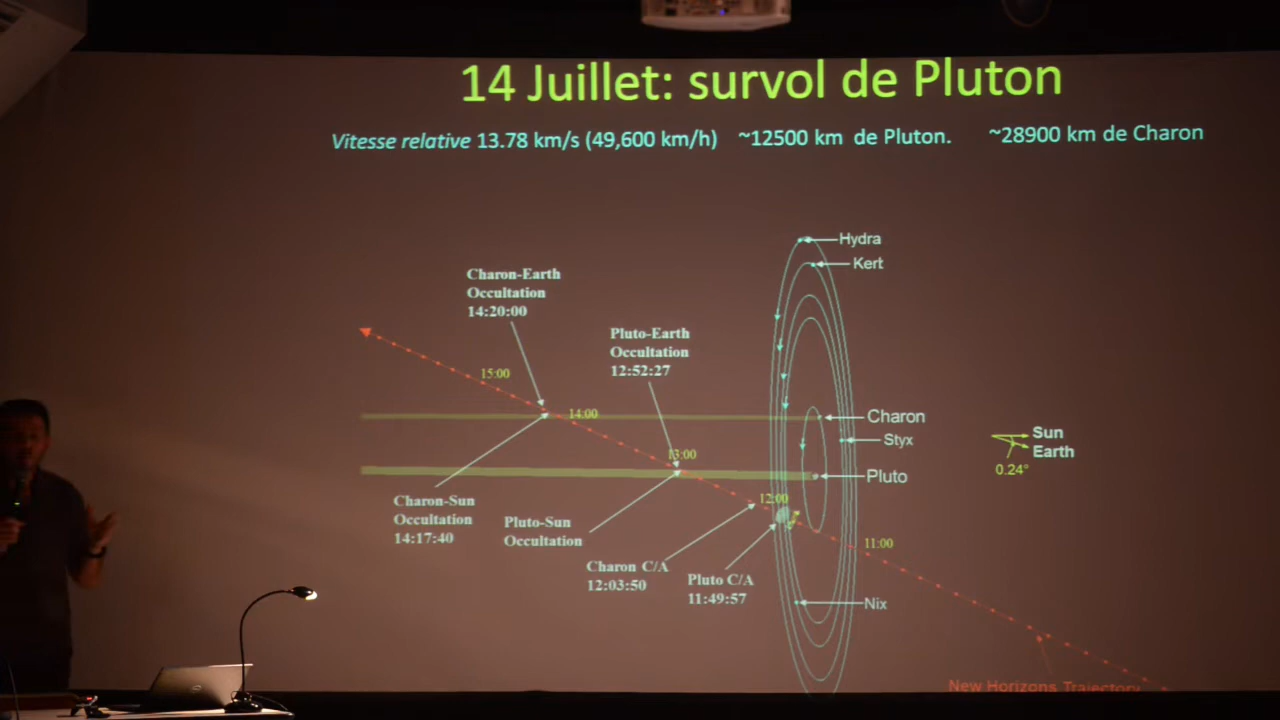 14 Juillet: survol de Pluton
Vitesse relative 13.78 km/s (49,600 km/h) ~12500 km de Pluton. ~28900 km de Charon
Hydra
Kert
Charon-Earth
Occultation
14:20:00
Pluto-Earth
Occultation
12:52:27
15:00
14:00
Charon
Styx
Sun
Earth
0.24°
13:00
Pluto
Charon-Sun
Occultation
14:17:40
Pluto-Sun
Occultation
12:00
11:00
Charon C/A
12:03:50
Pluto C/A
11:49:57
Nix
New Horizons Trajectory